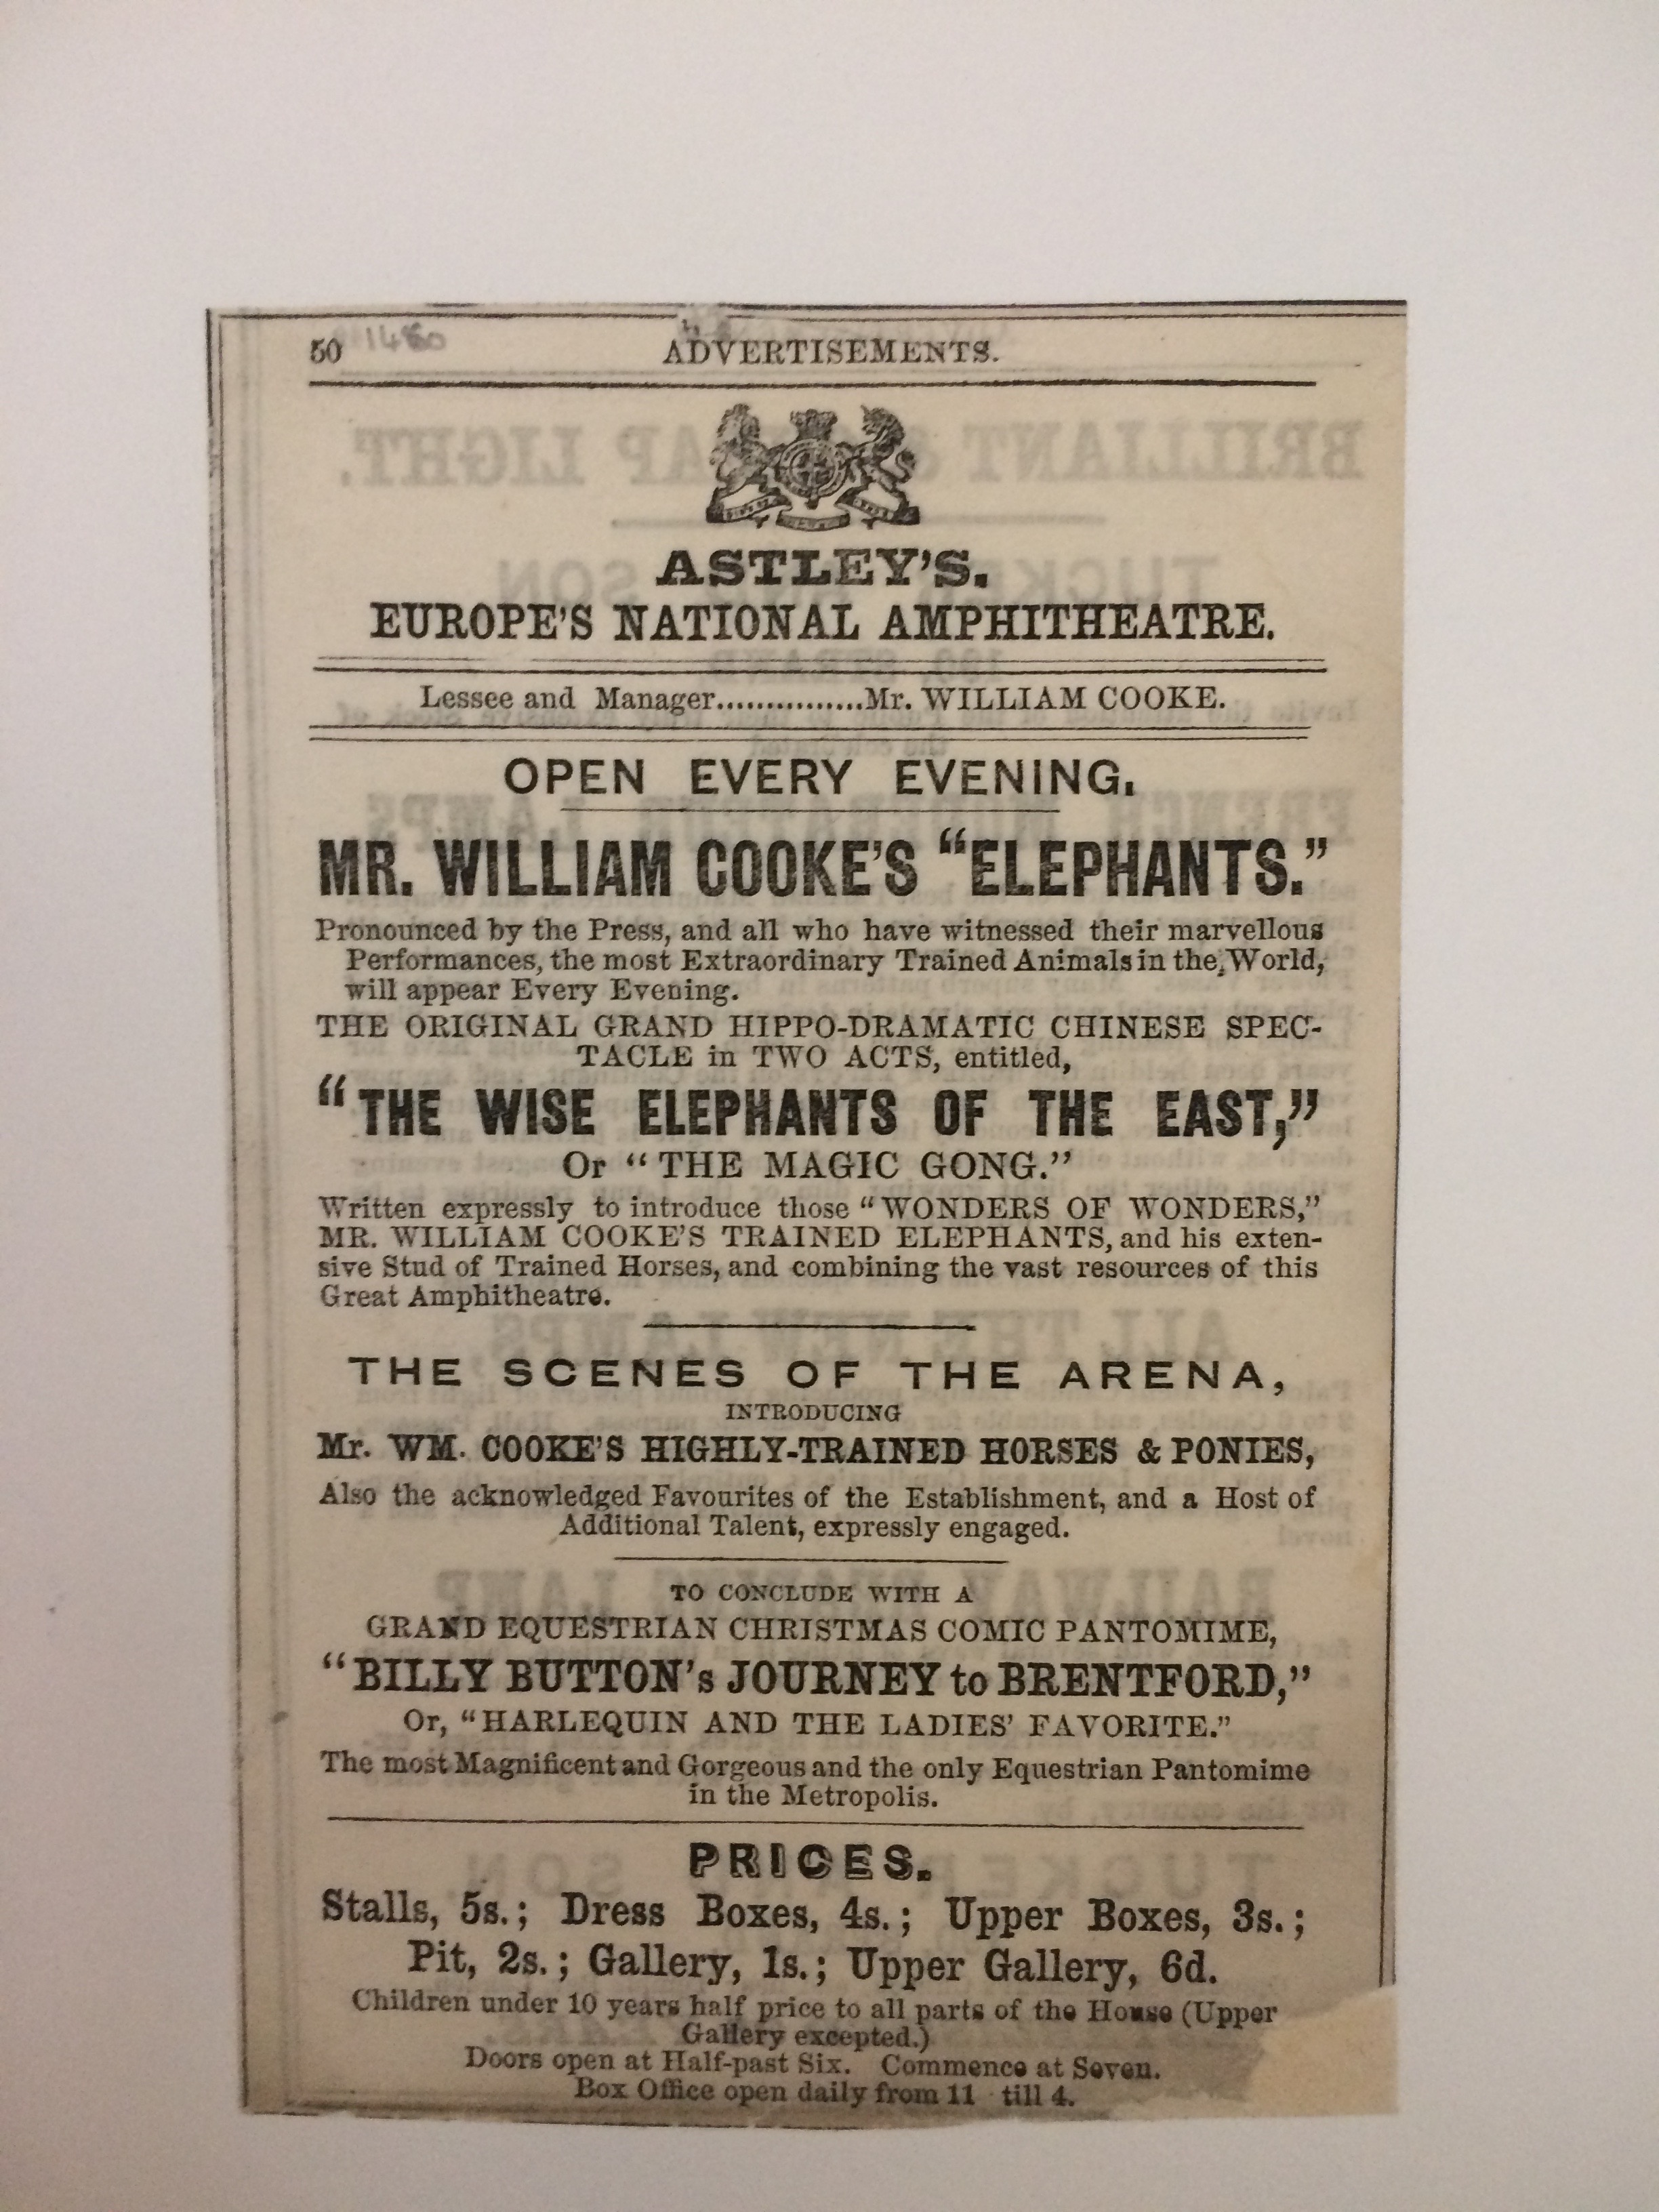 50 ADVERTISEMENTS.
ASTLEY'S.
EUROPE'S NATIONAL AMPHITHEATRE.
Lessee and Manager...............Mr. WILLIAM COOKE.
OPEN EVERY EVENING.
MR. WILLIAM COOKE'S "ELEPHANTS."
Pronounced by the Press, and all who have witnessed their marvellous
Performances, the most Extraordinary Trained Animals in the World,
will appear Every Evening.
THE ORIGINAL GRAND HIPPO-DRAMATIC CHINESE SPEC-
TACLE in TWO ACTS, entitled,
"THE WISE ELEPHANTS OF THE EAST,"
Or "THE MAGIC GONG."
Written expressly to introduce those "WONDERS OF WONDERS,"
MR. WILLIAM COOKE'S TRAINED ELEPHANTS, and his exten-
sive Stud of Trained Horses, and combining the vast resources of this
Great Amphitheatre.
THE SCENES OF THE ARENA,
INTRODUCING
Mr. WM. COOKE'S HIGHLY-TRAINED HORSES & PONIES,
Also the acknowledged Favourites of the Establishment, and a Host of
Additional Talent, expressly engaged.
TO CONCLUDE WITH A
GRAND EQUESTRIAN CHRISTMAS COMIC PANTOMIME,
"BILLY BUTTON's JOURNEY to BRENTFORD,"
Or, "HARLEQUIN AND THE LADIES' FAVORITE."
The most Magnificent and Gorgeous and the only Equestrian Pantomime
in the Metropolis.
PRICES.
Stalls, 5s.; Dress Boxes, 4s.; Upper Boxes, 3s.;
Pit, 2s.; Gallery, 1s.; Upper Gallery, 6d.
Children under 10 years half price to all parts of the House (Upper
Gallery excepted.)
Doors open at Half-past Six. Commence at Seven.
Box Office open daily from 11 till 4.